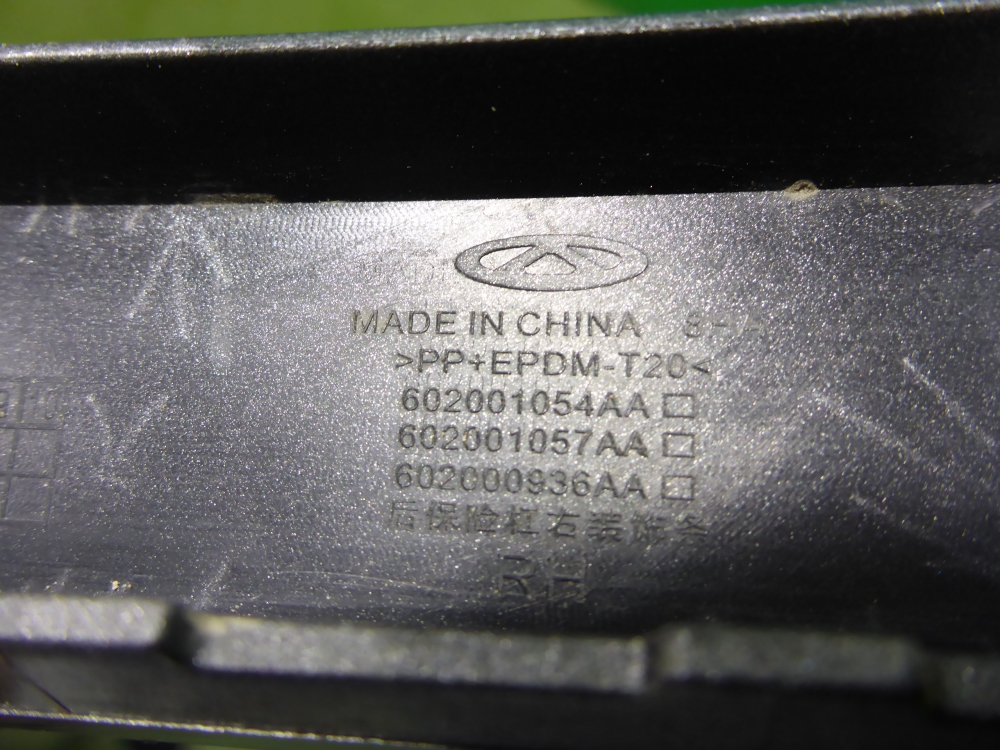 MADE IN CHINA
>PP+EPDM-T20<
602001054AA □
602001057AA □
602000936AA □
后保险杠右装饰条